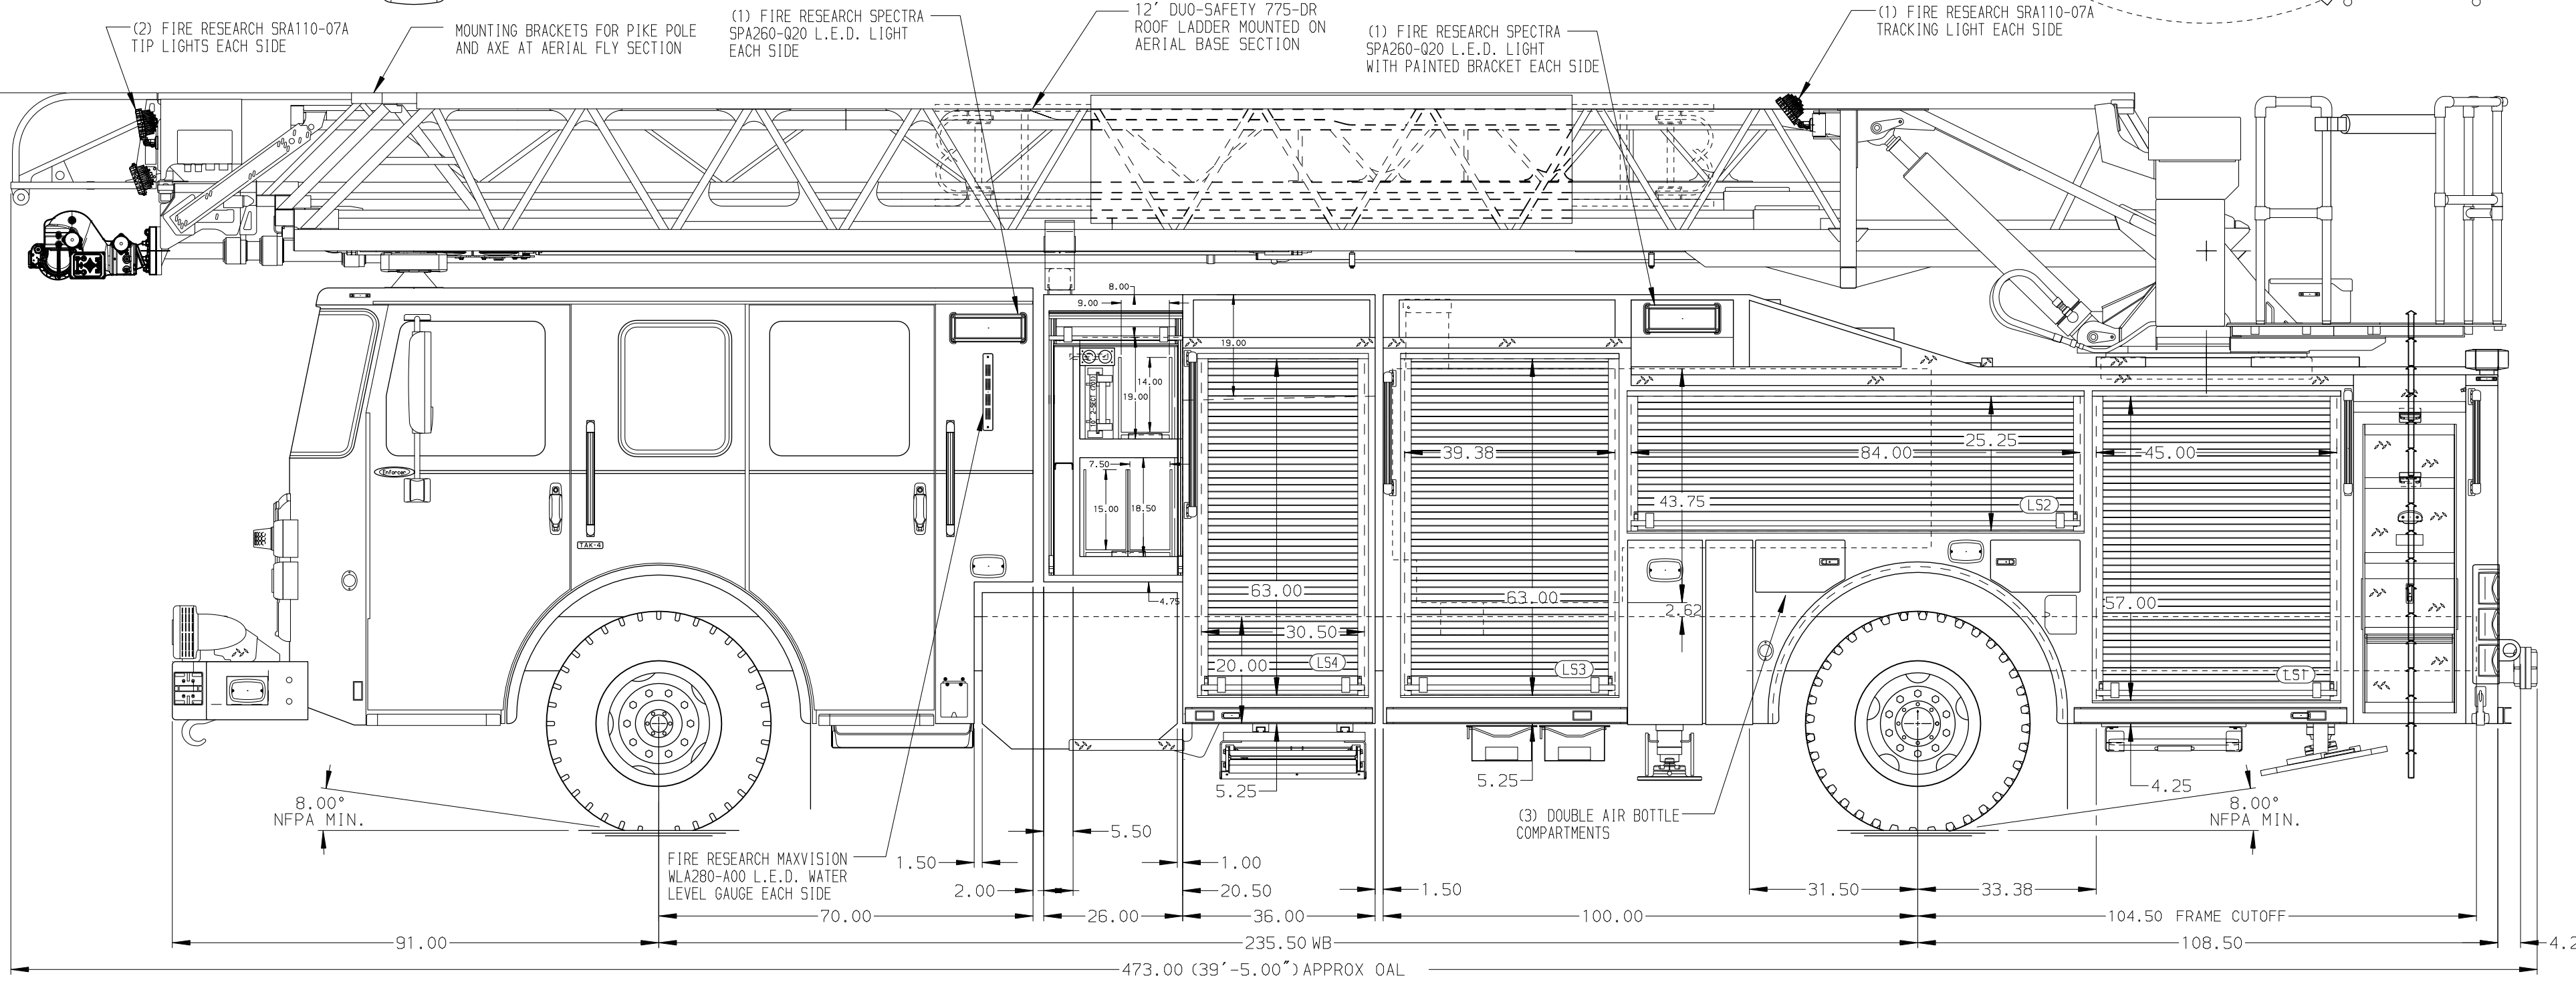 (2) FIRE RESEARCH SRA110-07A
TIP LIGHTS EACH SIDE
MOUNTING BRACKETS FOR PIKE POLE
AND AXE AT AERIAL FLY SECTION
(1) FIRE RESEARCH SPECTRA
SPA260-Q20 L.E.D. LIGHT
EACH SIDE
12' DUO-SAFETY 775-DR
ROOF LADDER MOUNTED ON
AERIAL BASE SECTION
(1) FIRE RESEARCH SPECTRA
SPA260-Q20 L.E.D. LIGHT
WITH PAINTED BRACKET EACH SIDE
(1) FIRE RESEARCH SRA110-07A
TRACKING LIGHT EACH SIDE
8.00
9.00
19.00
14.00
19.00
2-SECT
7.50
15.00
18.50
4.75
Enforcer
TAK-4
39.38
84.00
25.25
45.00
43.75
LS2
63.00
63.00
2.62
57.00
30.50
20.00
LS4
LS3
LS1
5.25
5.25
4.25
8.00°
NFPA MIN.
8.00°
NFPA MIN.
(3) DOUBLE AIR BOTTLE
COMPARTMENTS
FIRE RESEARCH MAXVISION
WLA280-A00 L.E.D. WATER
LEVEL GAUGE EACH SIDE
5.50
1.50
1.00
2.00
20.50
1.50
31.50
33.38
70.00
26.00
36.00
100.00
104.50 FRAME CUTOFF
91.00
235.50 WB
108.50
4.2
473.00 (39'-5.00") APPROX OAL